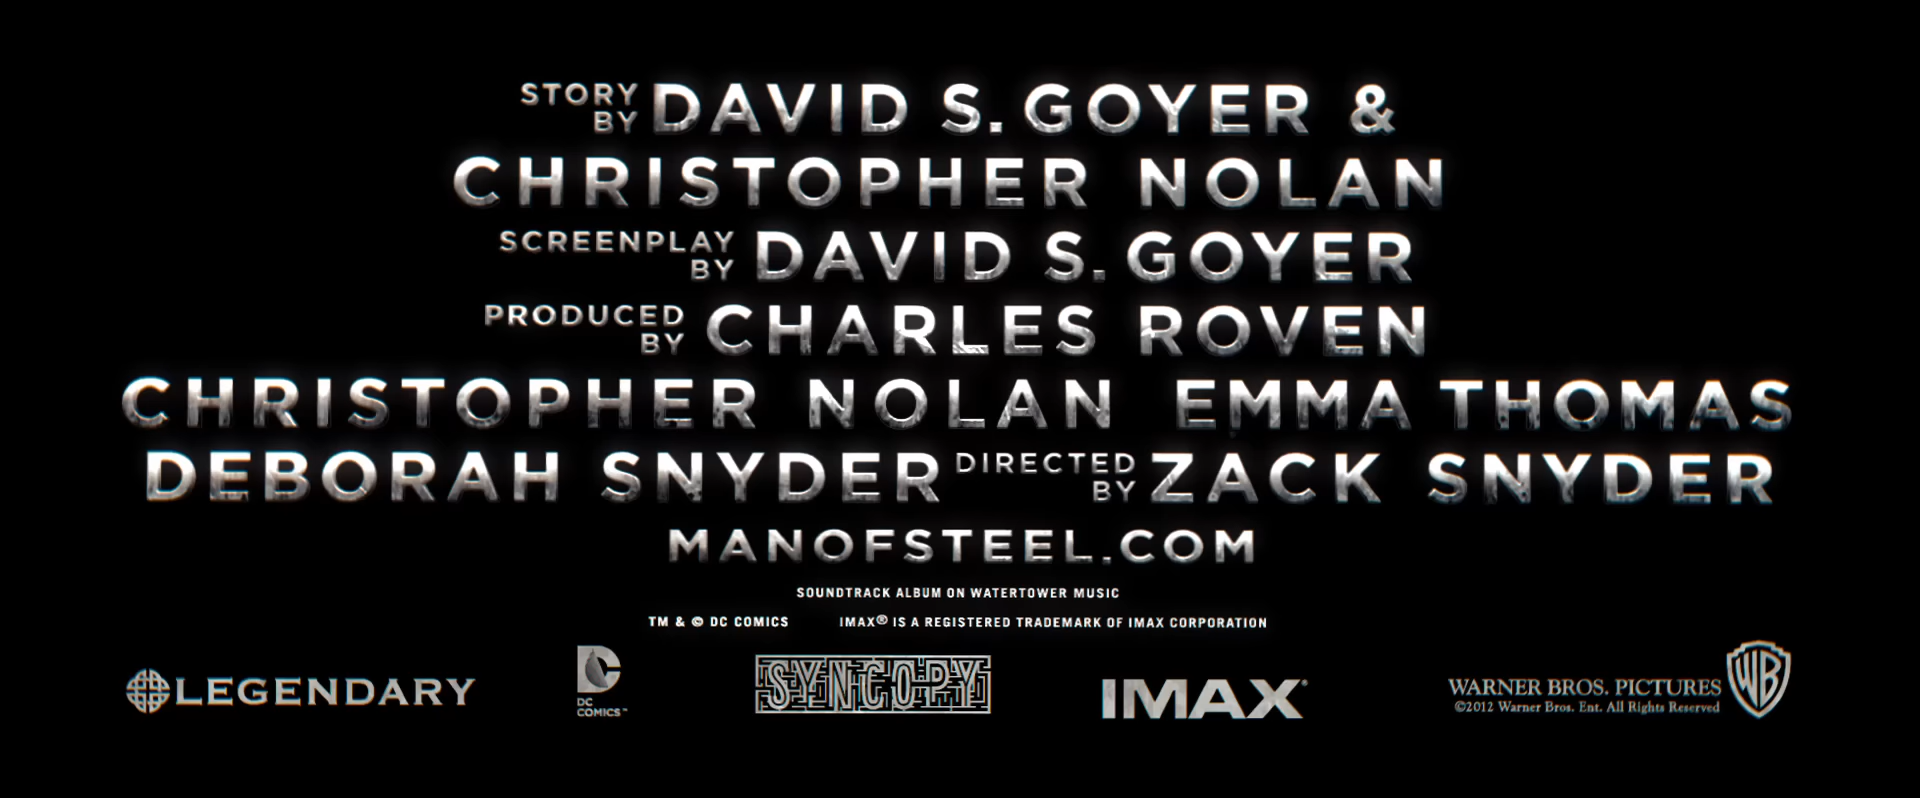 STORY BY DAVID S. GOYER &
CHRISTOPHER NOLAN
SCREENPLAY BY DAVID S. GOYER
PRODUCED BY CHARLES ROVEN
CHRISTOPHER NOLAN EMMA THOMAS
DEBORAH SNYDER DIRECTED BY ZACK SNYDER
MANOFSTEEL.COM
SOUNDTRACK ALBUM ON WATERTOWER MUSIC
TM & © DC COMICS IMAX® IS A REGISTERED TRADEMARK OF IMAX CORPORATION
LEGENDARY
DC
DC
COMICS™
SYNCOPY
IMAX®
WARNER BROS. PICTURES
©2012 Warner Bros. Ent. All Rights Reserved
WB